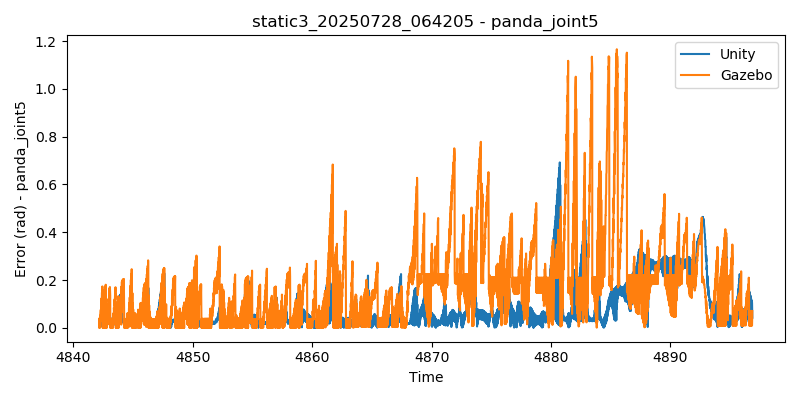 static3_20250728_064205 - panda_joint5
Error (rad) - panda_joint5
1.2
1.0
0.8
0.6
0.4
0.2
0.0
Unity
Gazebo
4840
4850
4860
4870
4880
4890
Time